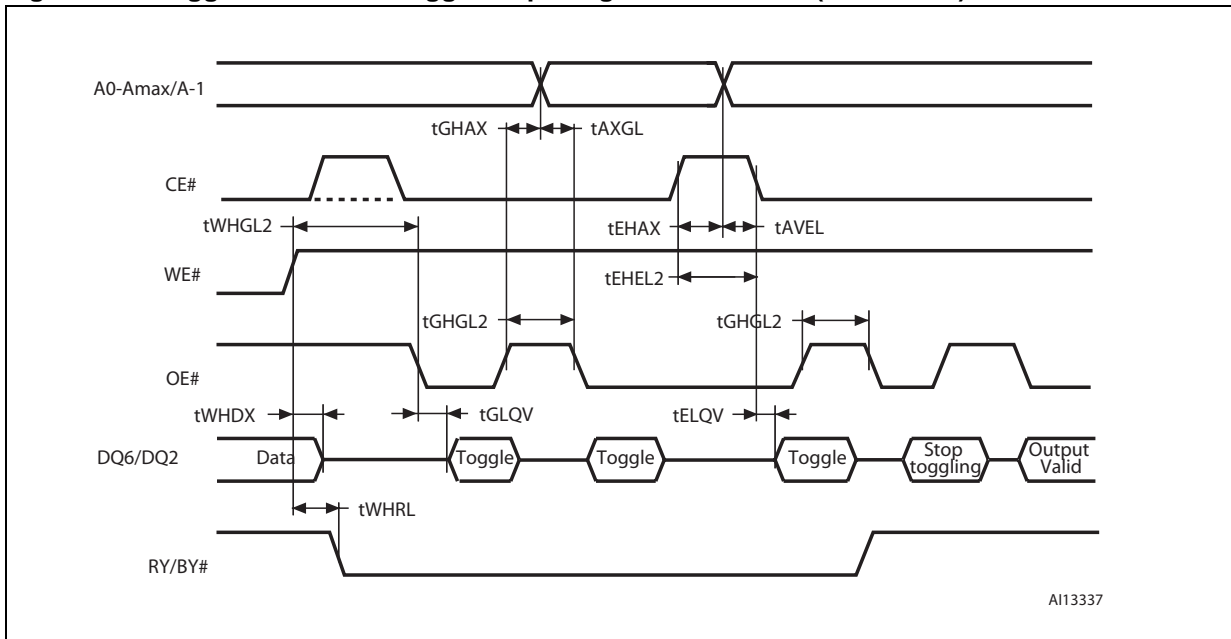 A0-Amax/A-1
tGHAX
tAXGL
CE#
tWHGL2
tEHAX
tAVEL
WE#
tEHEL2
tGHGL2
tGHGL2
OE#
tWHDX
tGLQV
tELQV
DQ6/DQ2
Data
Toggle
Toggle
Toggle
Stop
toggling
Output
Valid
tWHRL
RY/BY#
AI13337